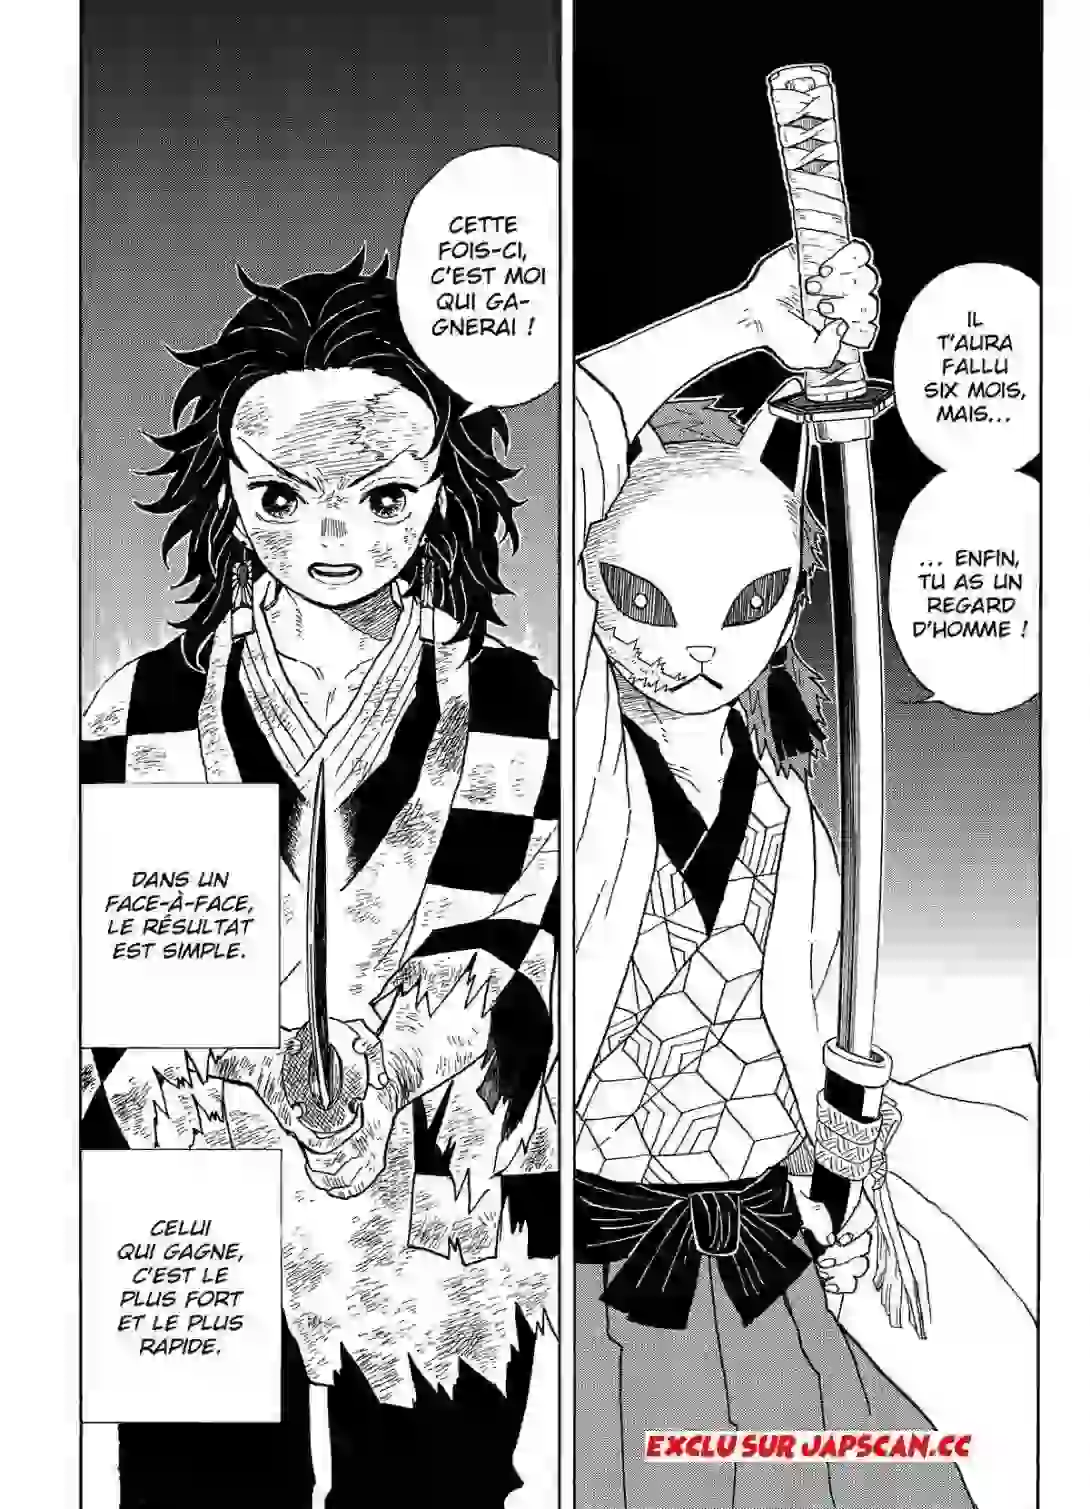 IL
T'AURA
FALLU
SIX MOIS,
MAIS...
... ENFIN,
TU AS UN
REGARD
D'HOMME !
CETTE
FOIS-CI,
C'EST MOI
QUI GA-
GNERAI !
DANS UN
FACE-À-FACE,
LE RÉSULTAT
EST SIMPLE.
CELUI
QUI GAGNE,
C'EST LE
PLUS FORT
ET LE PLUS
RAPIDE.
EXCLU SUR JAPSCAN.CC